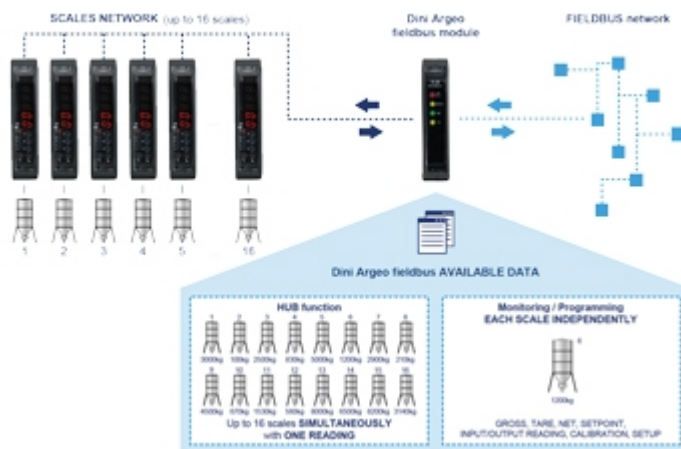 SCALES NETWORK (up to 16 scales)
Dini Argeo
fieldbus module
FIELDBUS network
1 2 3 4 5 16
Dini Argeo fieldbus AVAILABLE DATA
HUB function
1 2 3 4 5 6 7 8
3000kg 100kg 2500kg 830kg 5000kg 1200kg 2900kg 210kg
9 10 11 12 13 14 15 16
4500kg 670kg 1530kg 580kg 8000kg 6500kg 8200kg 3140kg
Up to 16 scales SIMULTANEOUSLY
with ONE READING
Monitoring / Programming
EACH SCALE INDEPENDENTLY
6
1200kg
GROSS, TARE, NET, SETPOINT,
INPUT/OUTPUT READING, CALIBRATION, SETUP